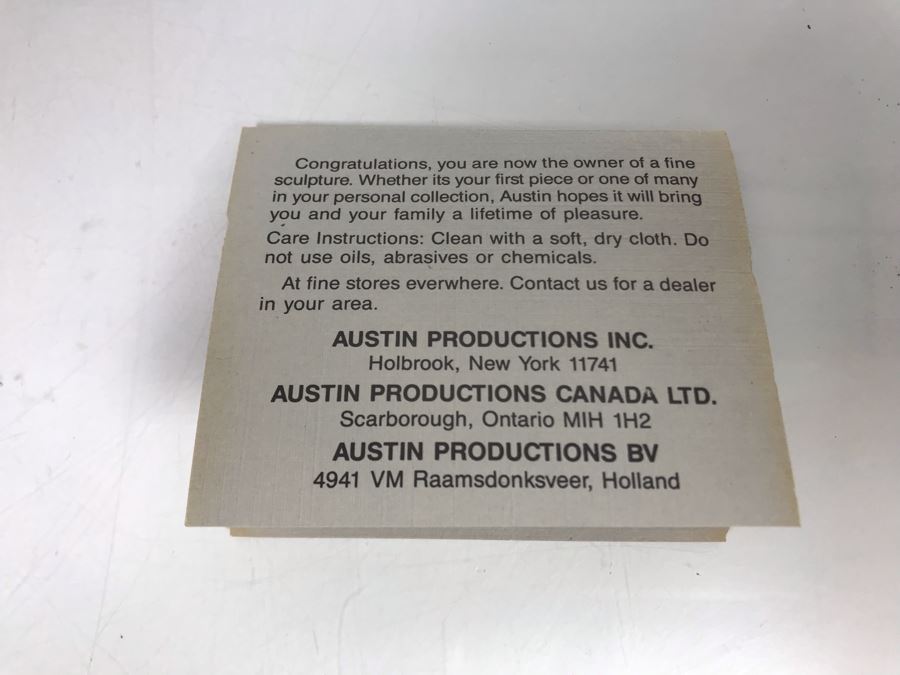 Congratulations, you are now the owner of a fine
sculpture. Whether its your first piece or one of many
in your personal collection, Austin hopes it will bring
you and your family a lifetime of pleasure.
Care Instructions: Clean with a soft, dry cloth. Do
not use oils, abrasives or chemicals.
At fine stores everwhere. Contact us for a dealer
in your area.
AUSTIN PRODUCTIONS INC.
Holbrook, New York 11741
AUSTIN PRODUCTIONS CANADA LTD.
Scarborough, Ontario MIH 1H2
AUSTIN PRODUCTIONS BV
4941 VM Raamsdonksveer, Holland